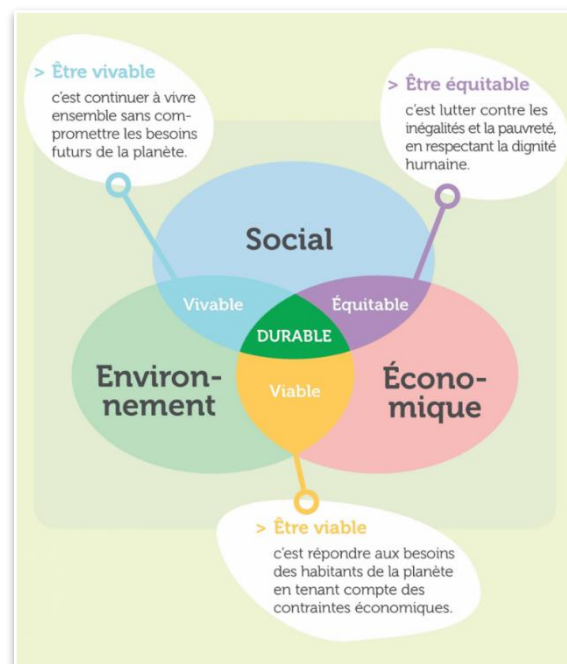 > Être vivable
c'est continuer à vivre
ensemble sans com-
promettre les besoins
futurs de la planète.
> Être équitable
c'est lutter contre les
inégalités et la pauvreté,
en respectant la dignité
humaine.
Social
Vivable
Équitable
DURABLE
Environ-
nement
Viable
Écono-
mique
> Être viable
c'est répondre aux besoins
des habitants de la planète
en tenant compte des
contraintes économiques.